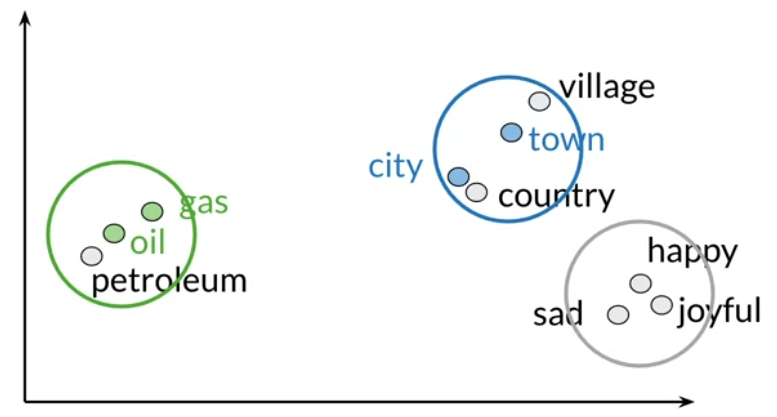 village
town
city
country
gas
oil
petroleum
happy
sad
joyful